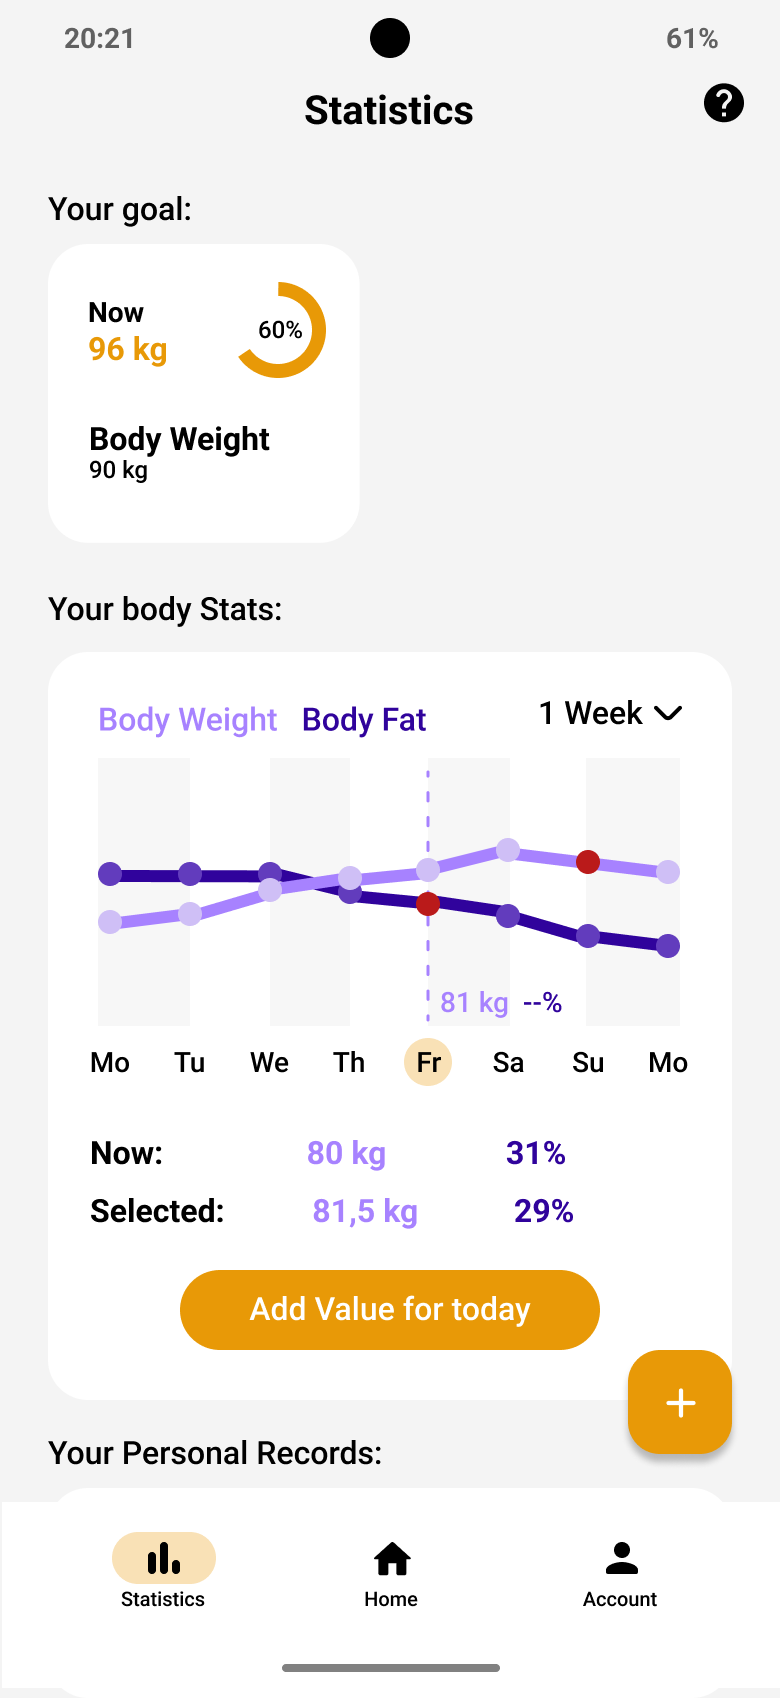 20:21 61%
Statistics
Your goal:
Now
96 kg
60%
Body Weight
90 kg
Your body Stats:
Body Weight Body Fat 1 Week
81 kg --%
Mo Tu We Th Fr Sa Su Mo
Now: 80 kg 31%
Selected: 81,5 kg 29%
Add Value for today
+
Your Personal Records:
Statistics Home Account